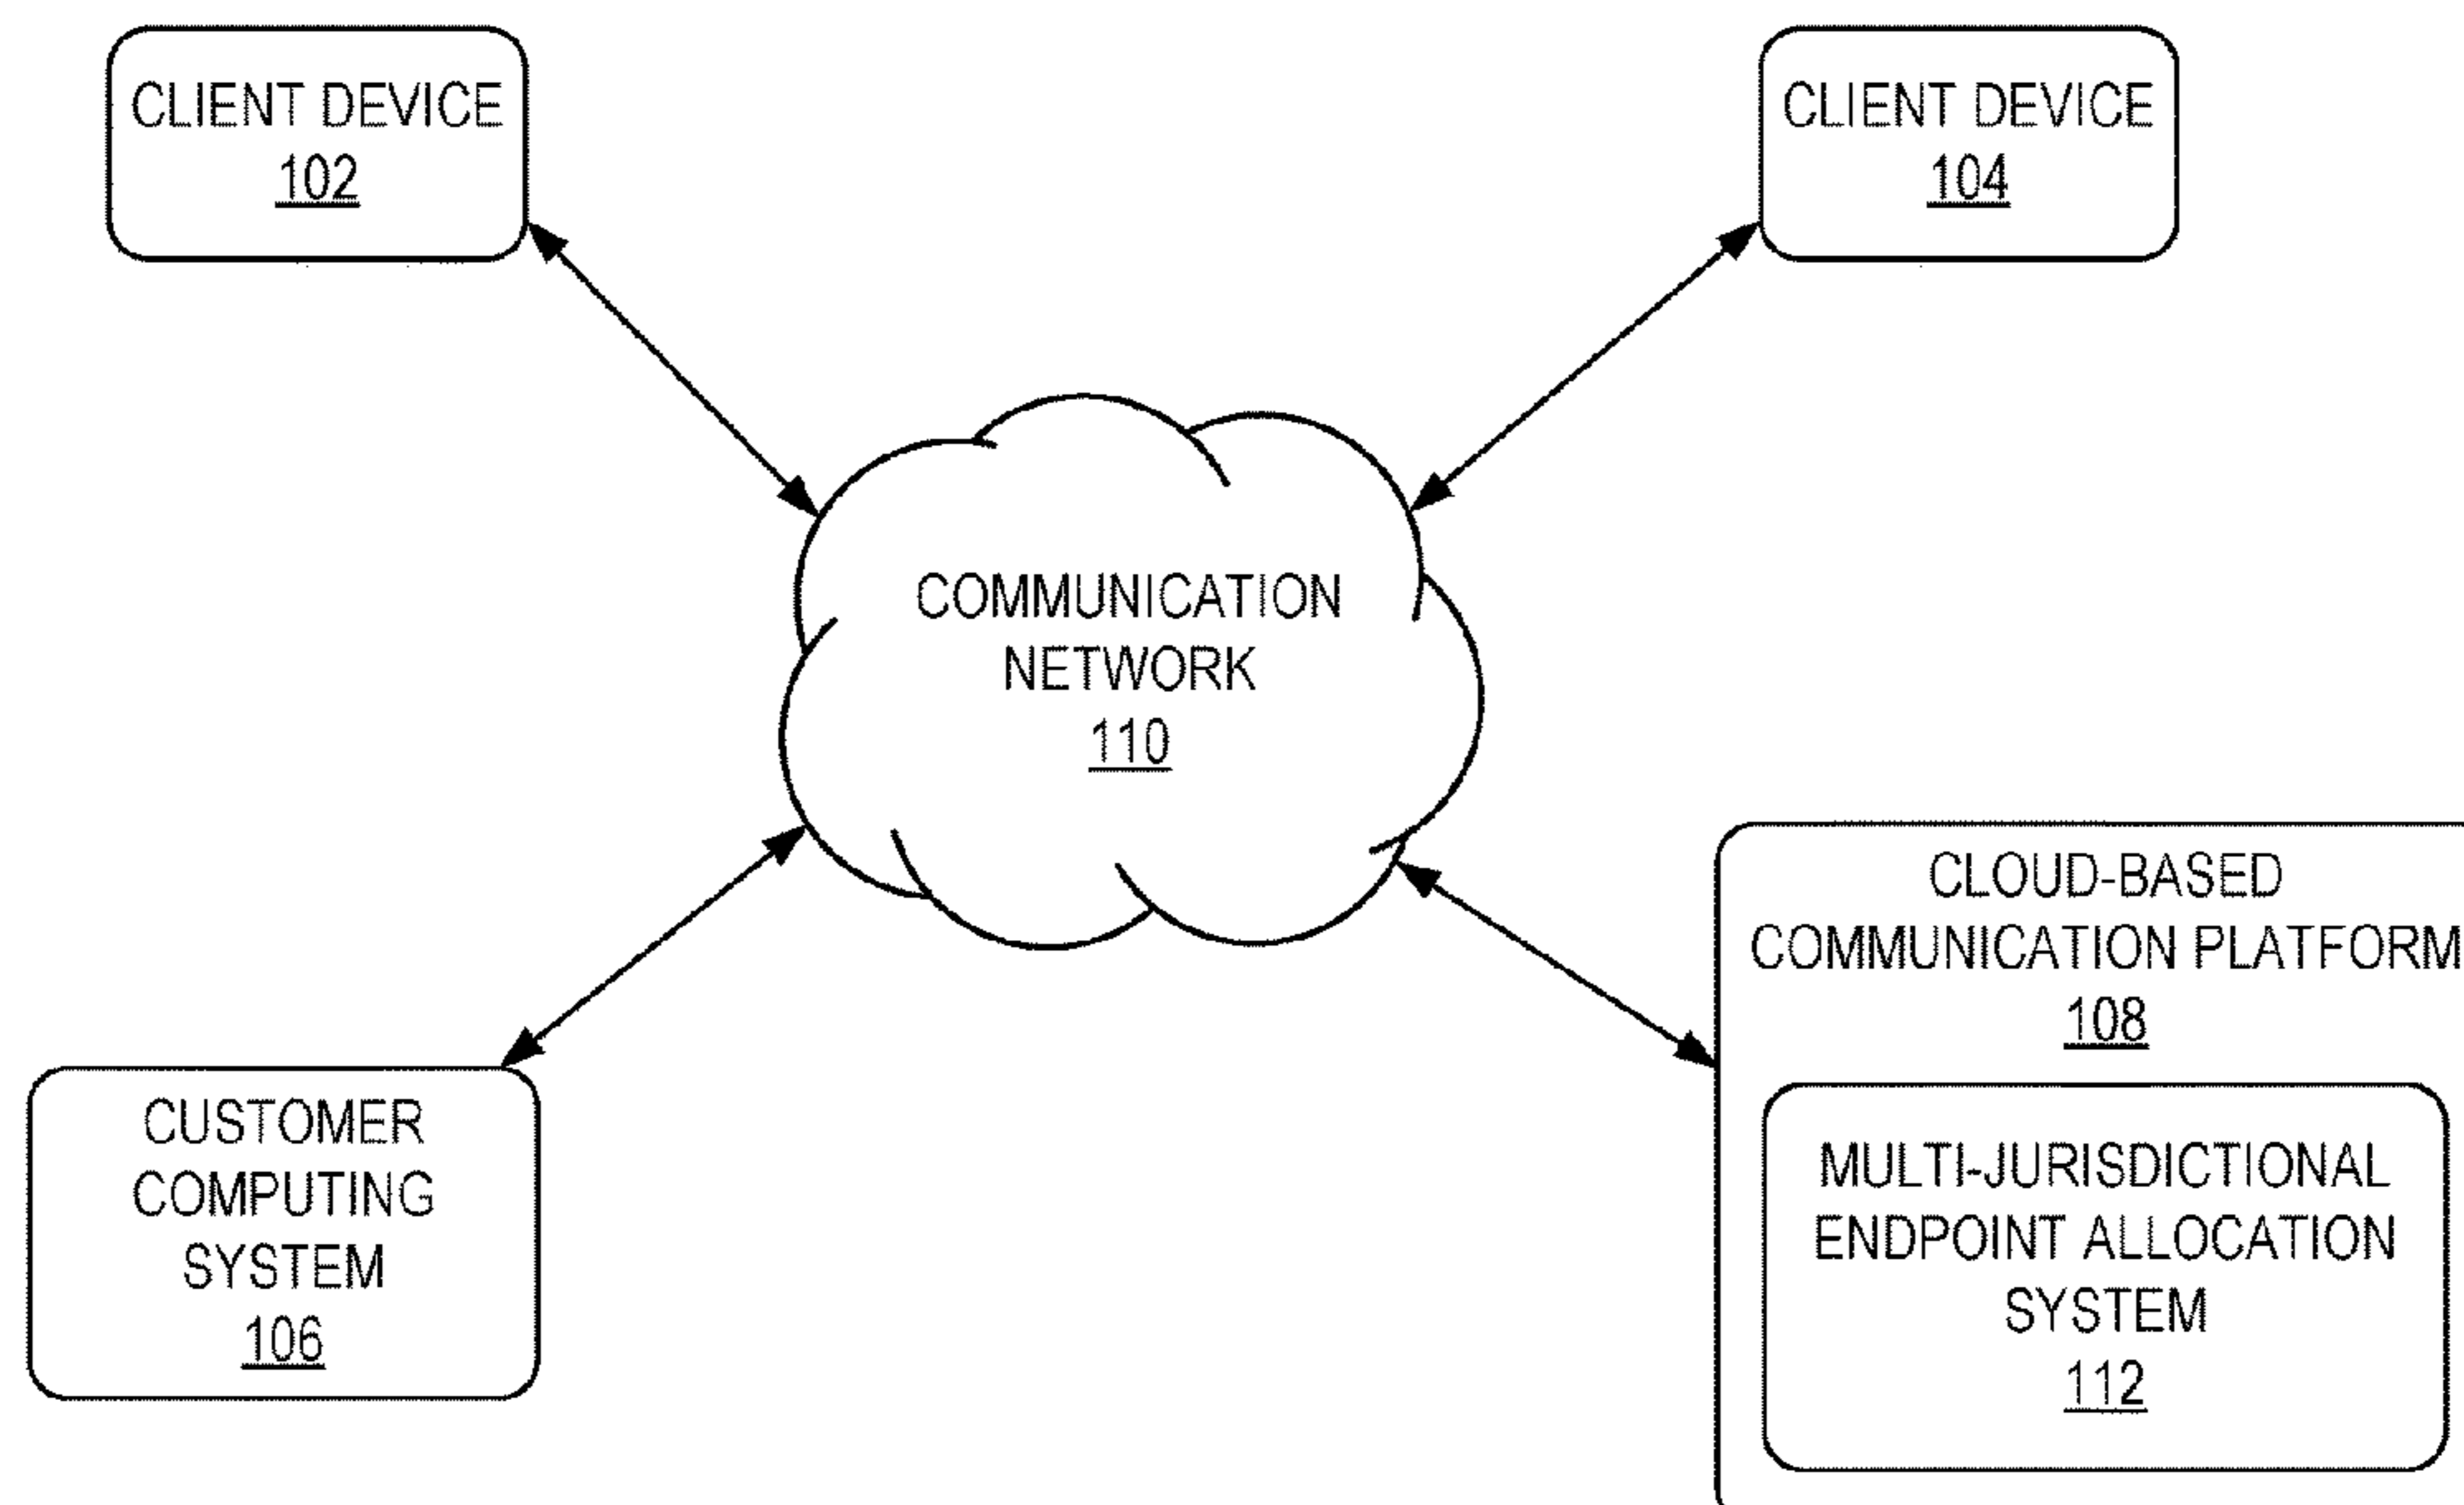 CLIENT DEVICE
102
CLIENT DEVICE
104
COMMUNICATION
NETWORK
110
CUSTOMER
COMPUTING
SYSTEM
106
CLOUD-BASED
COMMUNICATION PLATFORM
108
MULTI-JURISDICTIONAL
ENDPOINT ALLOCATION
SYSTEM
112